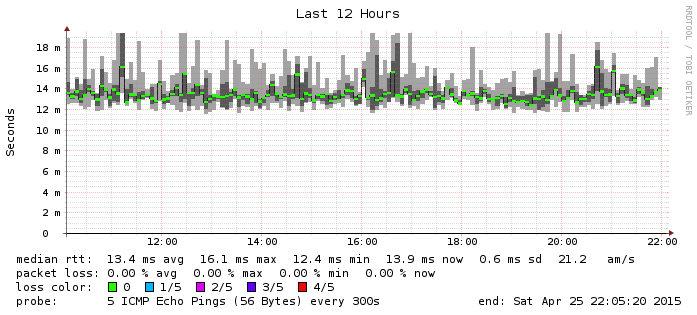 Last 12 Hours
RRDTOOL / TOBI OETIKER
Seconds
18 m
16 m
14 m
12 m
10 m
8 m
6 m
4 m
2 m
0
12:00 14:00 16:00 18:00 20:00 22:00
median rtt: 13.4 ms avg 16.1 ms max 12.4 ms min 13.9 ms now 0.6 ms sd 21.2 am/s
packet loss: 0.00 % avg 0.00 % max 0.00 % min 0.00 % now
loss color: 0 1/5 2/5 3/5 4/5
probe: 5 ICMP Echo Pings (56 Bytes) every 300s end: Sat Apr 25 22:05:20 2015